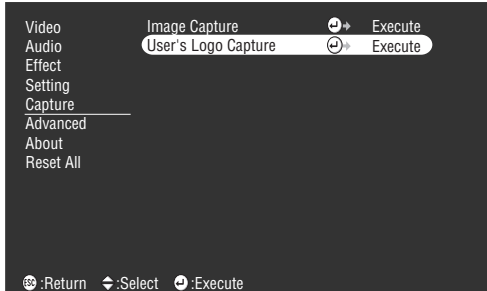 Video
Audio
Effect
Setting
Capture
Advanced
About
Reset All
Image Capture Execute
User's Logo Capture Execute
ESC :Return :Select :Execute